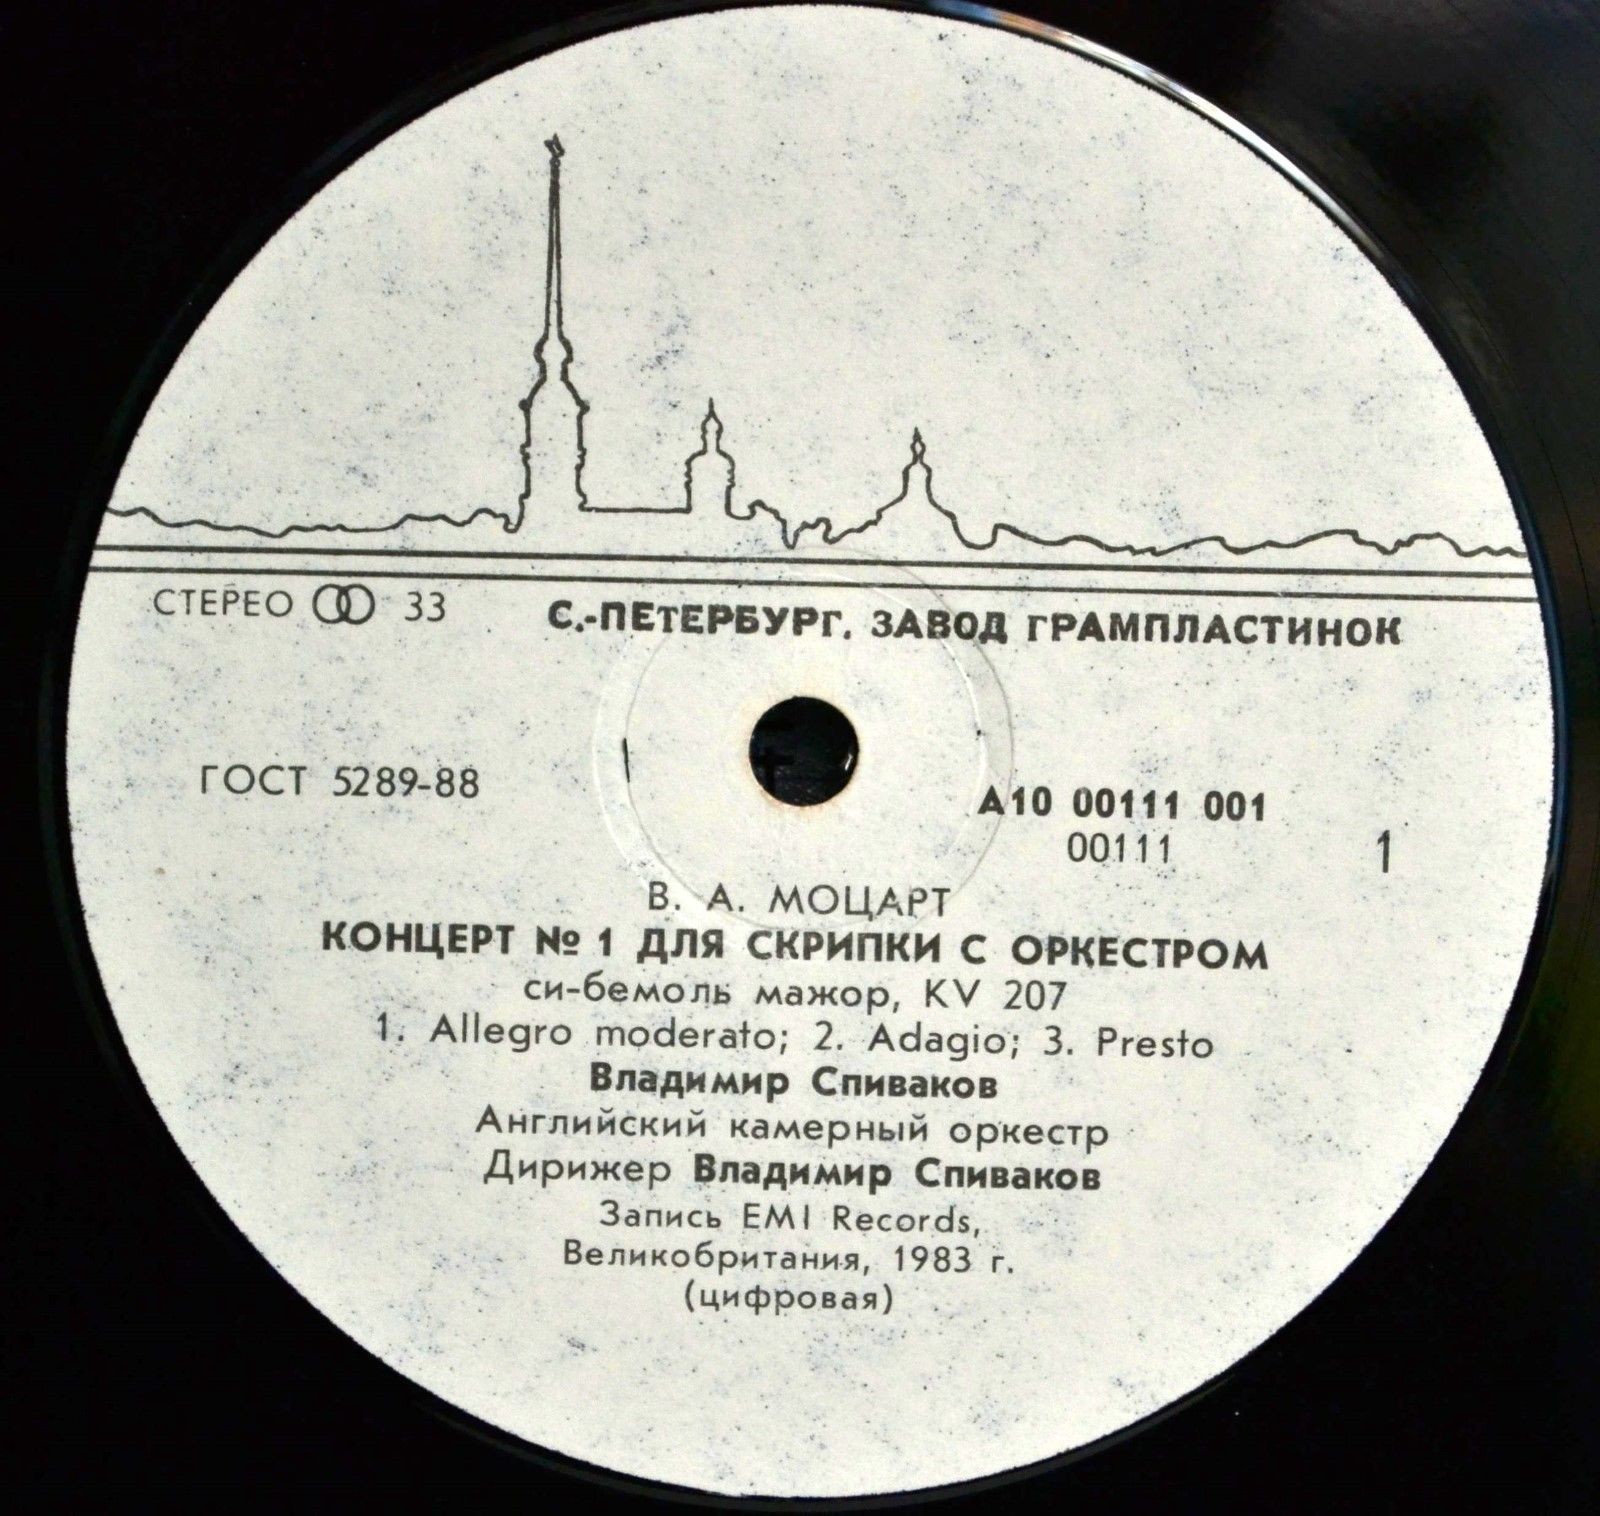 СТЕРЕО 33
С.-ПЕТЕРБУРГ. ЗАВОД ГРАМПЛАСТИНОК
ГОСТ 5289-88
А10 00111 001
00111
1
В. А. МОЦАРТ
КОНЦЕРТ № 1 ДЛЯ СКРИПКИ С ОРКЕСТРОМ
си-бемоль мажор, KV 207
1. Allegro moderato; 2. Adagio; 3. Presto
Владимир Спиваков
Английский камерный оркестр
Дирижер Владимир Спиваков
Запись EMI Records,
Великобритания, 1983 г.
(цифровая)